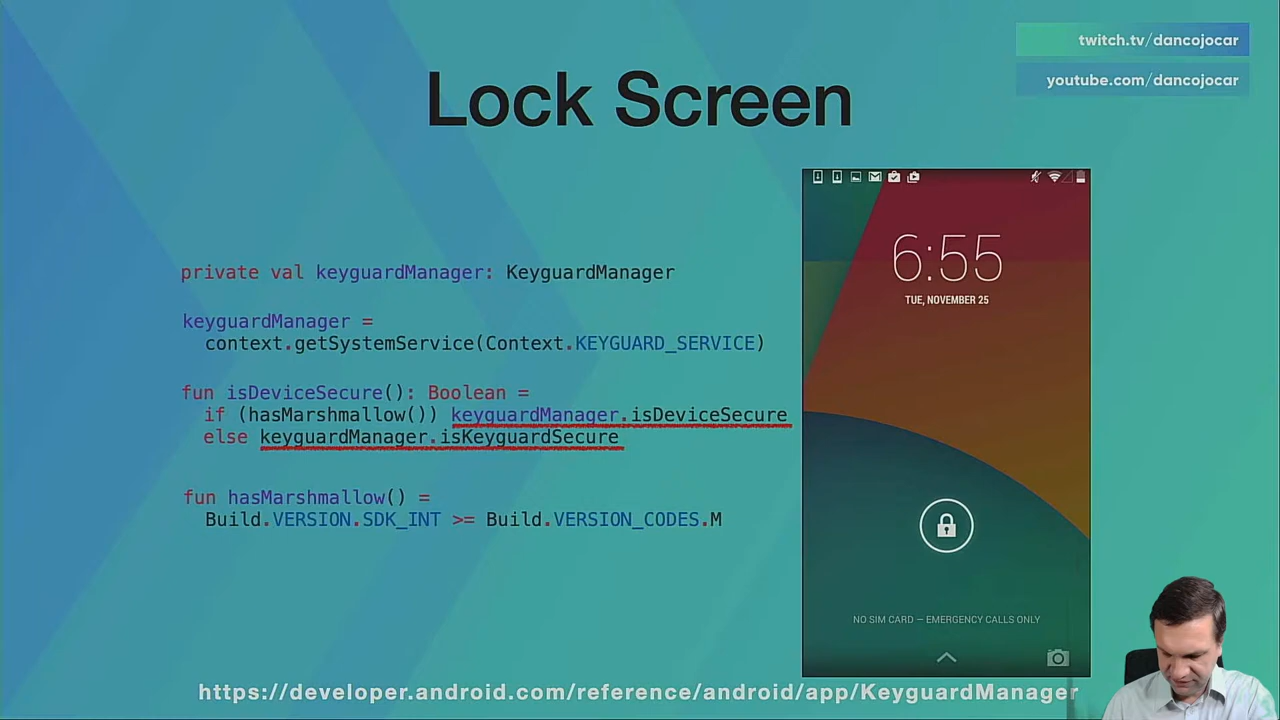 twitch.tv/dancojocar
youtube.com/dancojocar
Lock Screen
private val keyguardManager: KeyguardManager
keyguardManager =
context.getSystemService(Context.KEYGUARD_SERVICE)
fun isDeviceSecure(): Boolean =
if (hasMarshmallow()) keyguardManager.isDeviceSecure
else keyguardManager.isKeyguardSecure
fun hasMarshmallow() =
Build.VERSION.SDK_INT >= Build.VERSION_CODES.M
6:55
TUE, NOVEMBER 25
NO SIM CARD — EMERGENCY CALLS ONLY
https://developer.android.com/reference/android/app/KeyguardManager